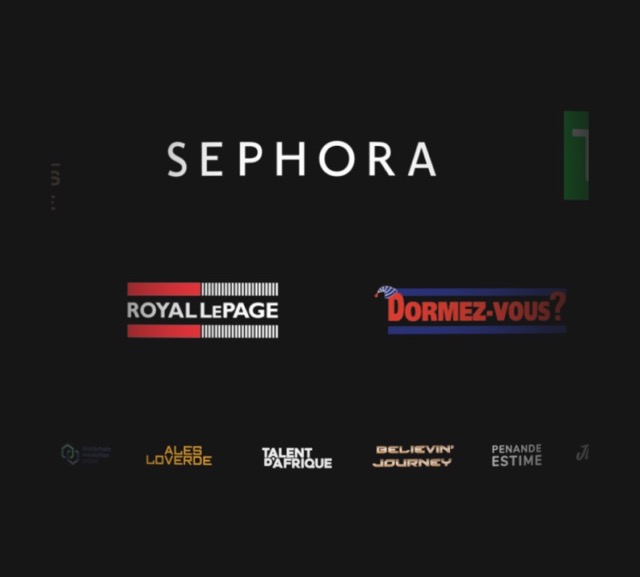 SEPHORA
ROYAL LEPAGE
DORMEZ-VOUS?
ALES
LOVERDE
TALENT
D'AFRIQUE
BELIEVIN'
JOURNEY
PENANDE
ESTIME